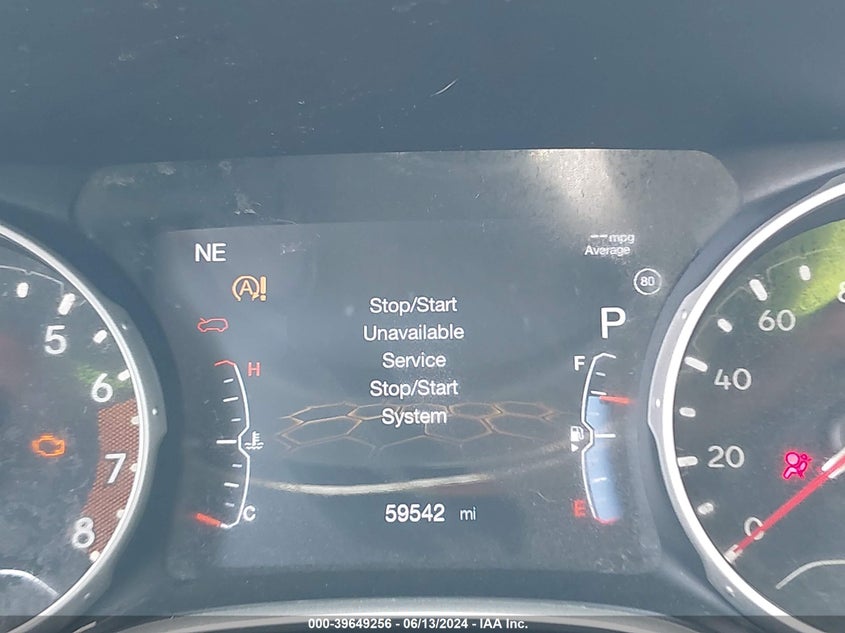 NE
--mpg
Average
80
A!
Stop/Start
Unavailable
Service
Stop/Start
System
P
H
C
F
E
59542 mi
5
6
7
8
0
20
40
60
8
000-39649256 - 06/13/2024 - IAA Inc.